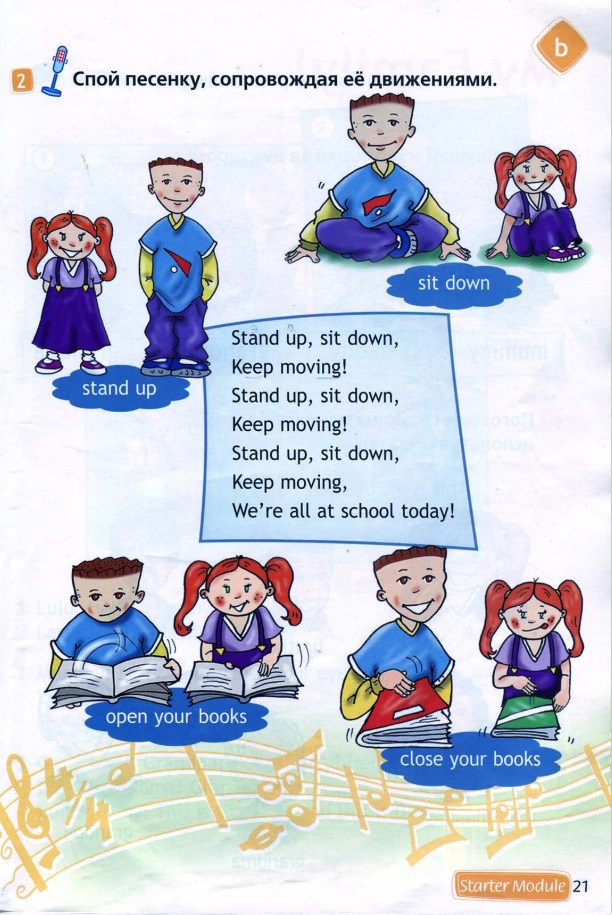 b
2 Спой песенку, сопровождая её движениями.
sit down
stand up
Stand up, sit down,
Keep moving!
Stand up, sit down,
Keep moving!
Stand up, sit down,
Keep moving,
We're all at school today!
open your books
close your books
Starter Module 21